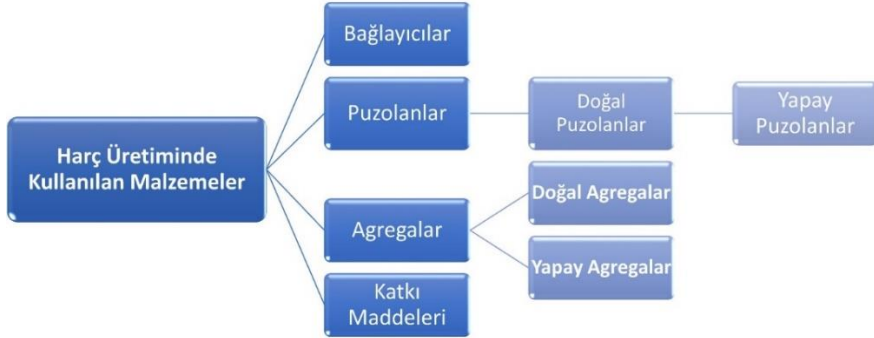 Harç Üretiminde
Kullanılan Malzemeler
Bağlayıcılar
Puzolanlar
Doğal
Puzolanlar
Yapay
Puzolanlar
Agregalar
Doğal Agregalar
Yapay Agregalar
Katkı
Maddeleri